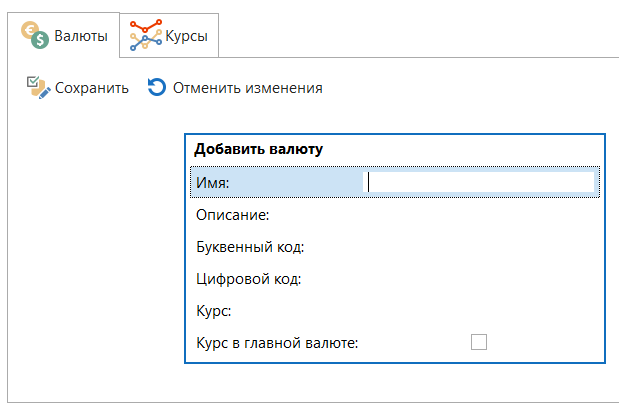 Валюты
Курсы
Сохранить
Отменить изменения
Добавить валюту
Имя:
Описание:
Буквенный код:
Цифровой код:
Курс:
Курс в главной валюте: